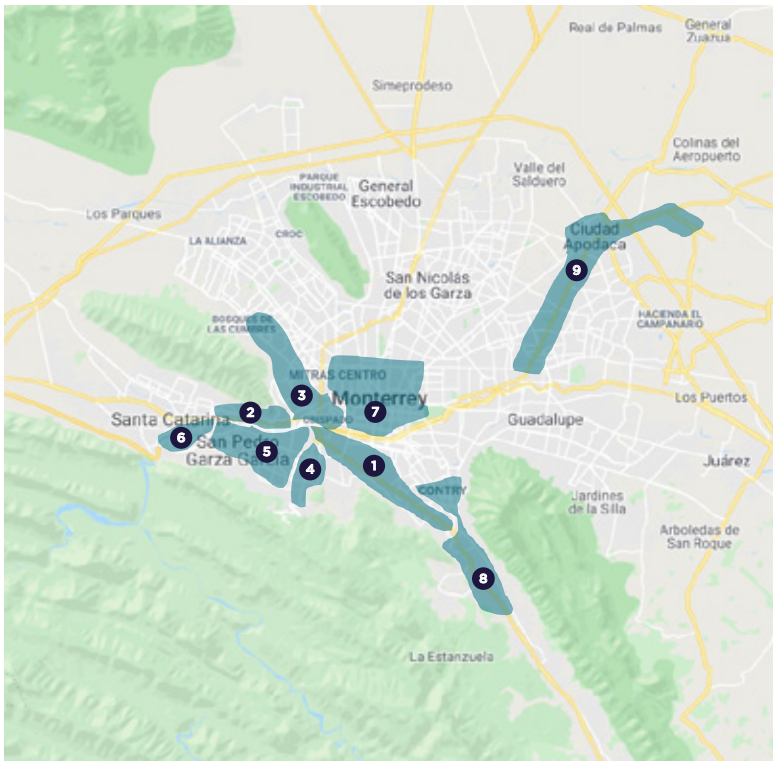 Real de Palmas
General
Zuazua
Simeprodeso
Colinas del
Aeropuerto
Valle del
Salduero
PARQUE
INDUSTRIAL
ESCOBEDO
General
Escobedo
Los Parques
CROC
LA ALIANZA
Ciudad
Apodaca
9
San Nicolás
de los Garza
HACIENDA EL
CAMPANARIO
BOSQUES DE
LAS CUMBRES
MITRAS CENTRO
3
Monterrey
7
Los Puertos
2
Santa Catarina
OBISPADO
Guadalupe
6
San Pedro
Garza García
5
4
1
Juárez
CONTRY
Jardines
de la Silla
Arboledas de
San Roque
8
La Estanzuela